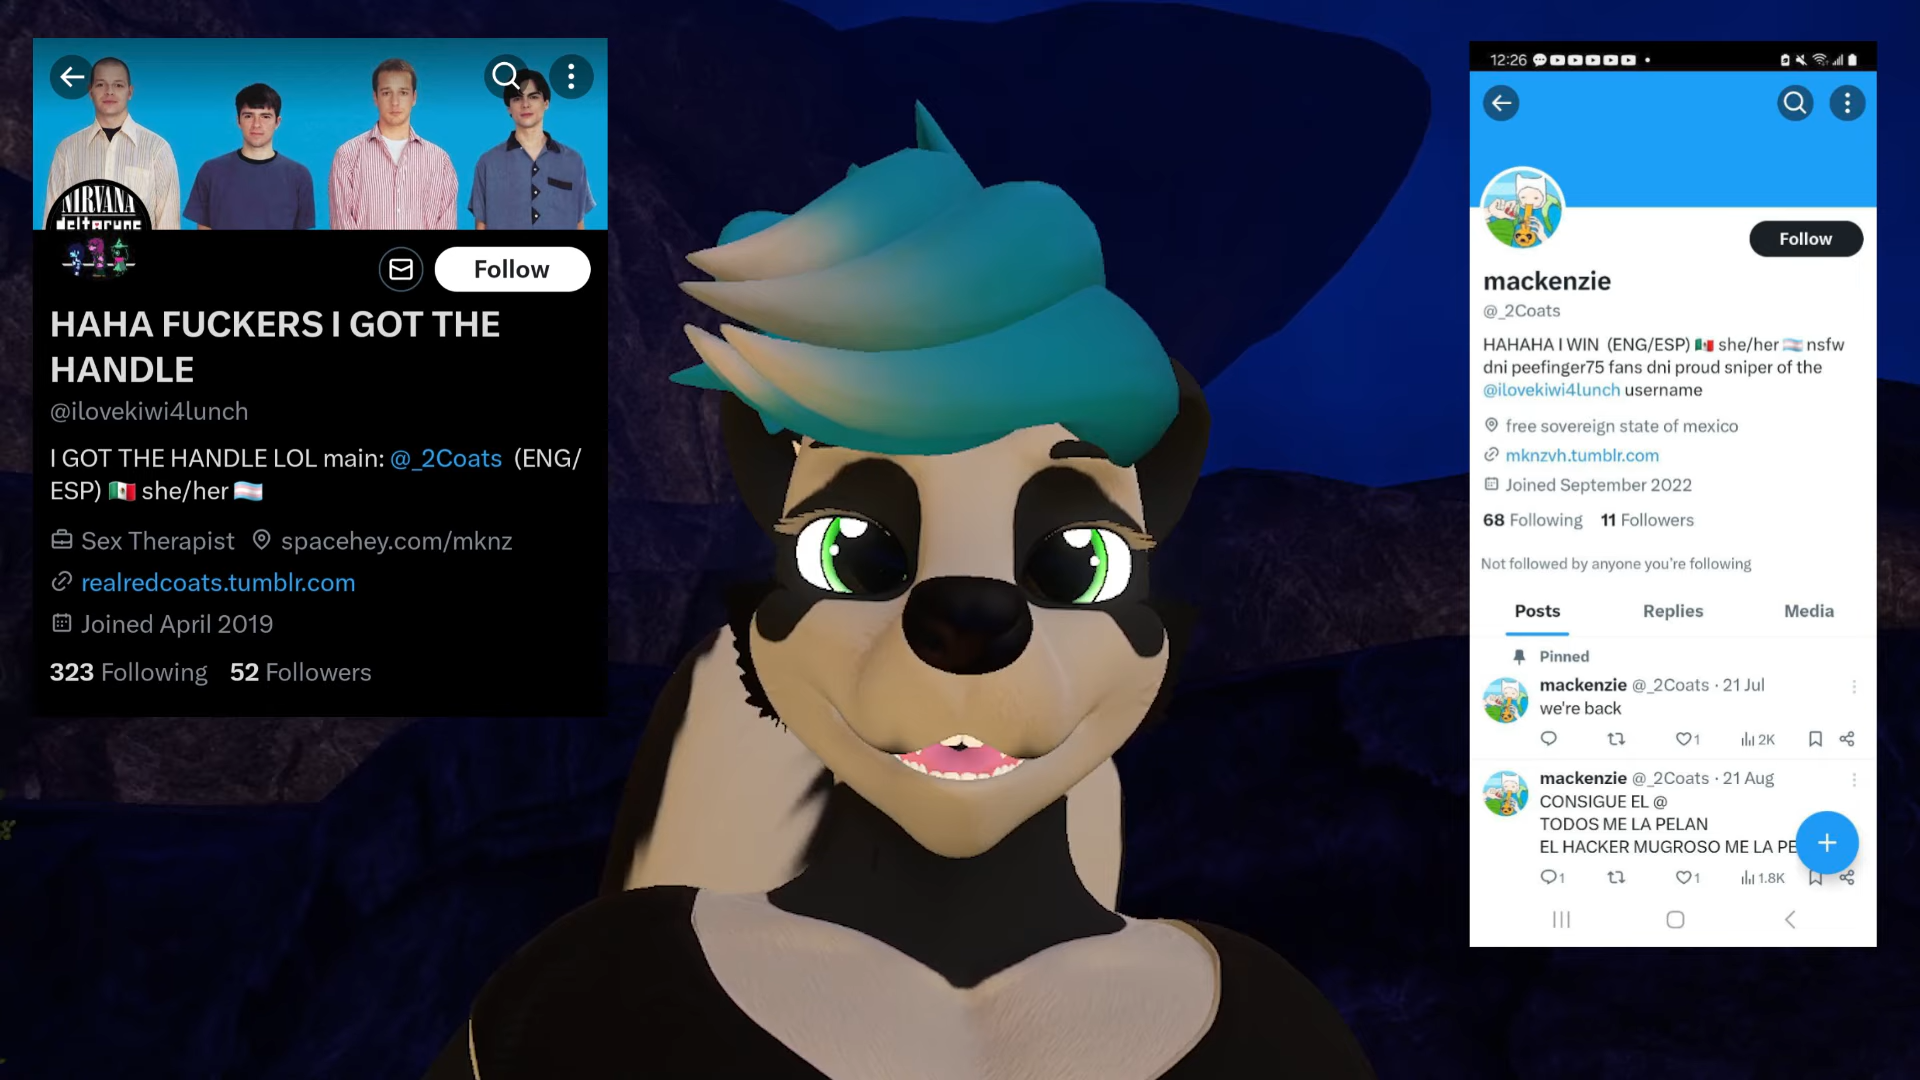 NIRVANA
deltarune
Follow
HAHA FUCKERS I GOT THE
HANDLE
@ilovekiwi4lunch
I GOT THE HANDLE LOL main: @_2Coats (ENG/
ESP) 🇲🇽 she/her 🏳️‍⚧️
Sex Therapist spacehey.com/mknz
realredcoats.tumblr.com
Joined April 2019
323 Following 52 Followers
12:26
Follow
mackenzie
@_2Coats
HAHAHA I WIN (ENG/ESP) 🇲🇽 she/her 🏳️‍⚧️ nsfw
dni peefinger75 fans dni proud sniper of the
@ilovekiwi4lunch username
free sovereign state of mexico
mknzvh.tumblr.com
Joined September 2022
68 Following 11 Followers
Not followed by anyone you're following
Posts Replies Media
Pinned
mackenzie @_2Coats · 21 Jul
we're back
1 2K
mackenzie @_2Coats · 21 Aug
CONSIGUE EL @
TODOS ME LA PELAN
EL HACKER MUGROSO ME LA PE
1 1 1.8K